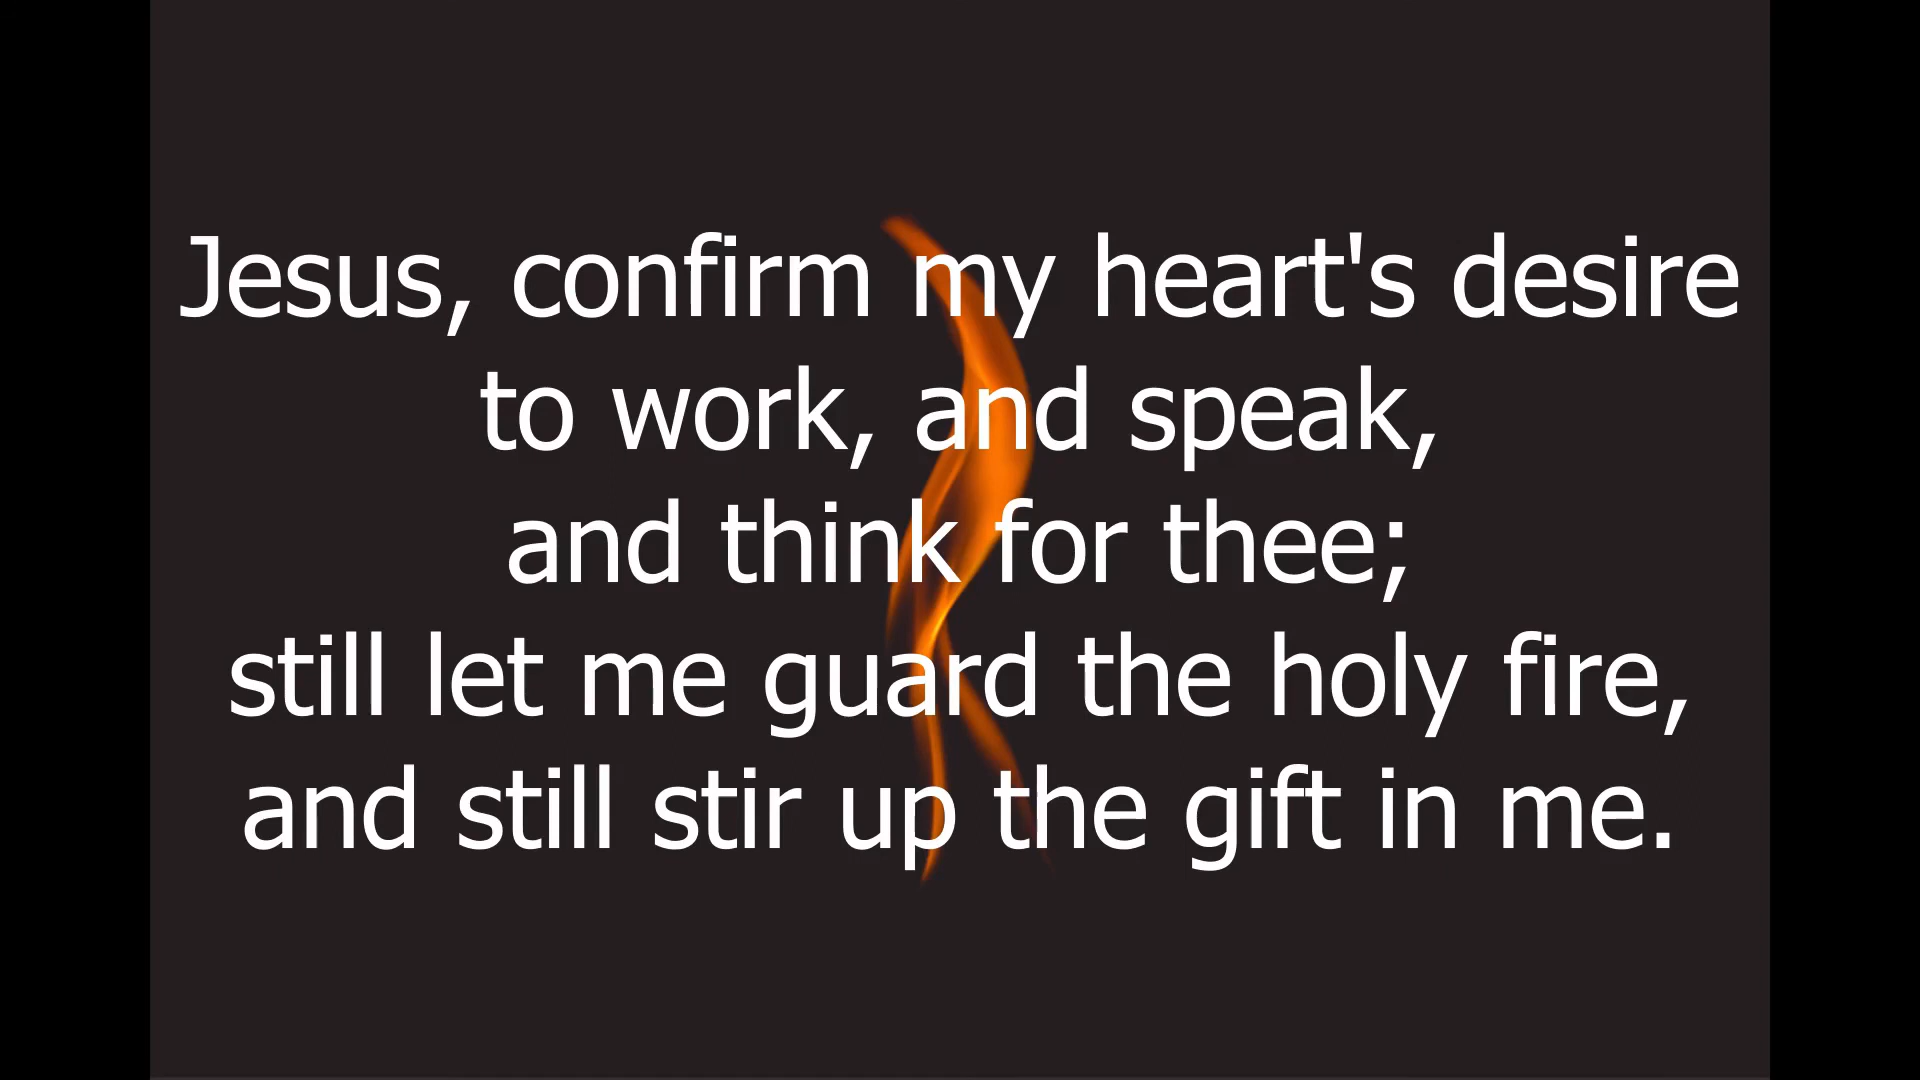 Jesus, confirm my heart's desire
to work, and speak,
and think for thee;
still let me guard the holy fire,
and still stir up the gift in me.